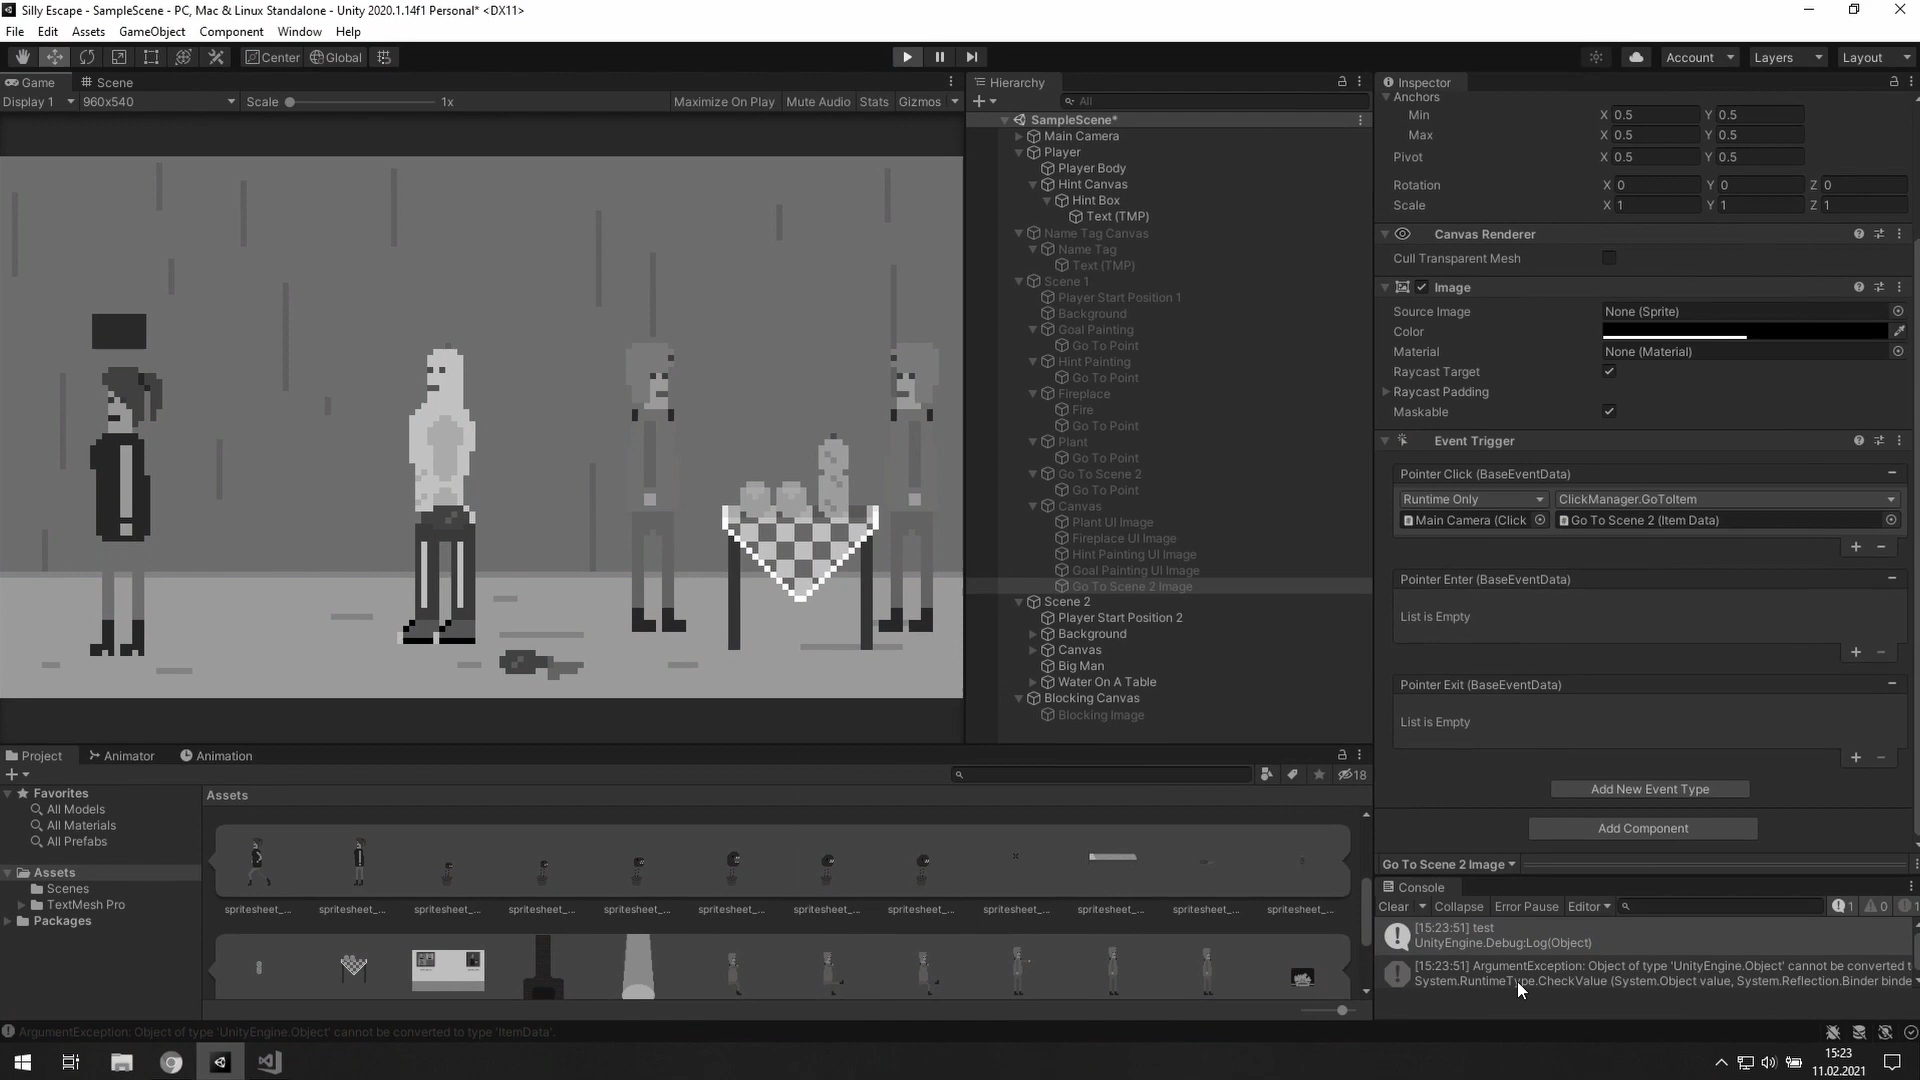 Silly Escape - SampleScene - PC, Mac & Linux Standalone - Unity 2020.1.14f1 Personal* <DX11>
File Edit Assets GameObject Component Window Help
Center Global
Account Layers Layout
Game Scene
Display 1 960x540 Scale 1x Maximize On Play Mute Audio Stats Gizmos
Hierarchy
All
SampleScene*
Main Camera
Player
Player Body
Hint Canvas
Hint Box
Text (TMP)
Name Tag Canvas
Name Tag
Text (TMP)
Scene 1
Player Start Position 1
Background
Goal Painting
Go To Point
Hint Painting
Go To Point
Fireplace
Fire
Go To Point
Plant
Go To Point
Go To Scene 2
Go To Point
Canvas
Plant UI Image
Fireplace UI Image
Hint Painting UI Image
Goal Painting UI Image
Go To Scene 2 Image
Scene 2
Player Start Position 2
Background
Canvas
Big Man
Water On A Table
Blocking Canvas
Blocking Image
Inspector
Anchors
Min X 0.5 Y 0.5
Max X 0.5 Y 0.5
Pivot X 0.5 Y 0.5
Rotation X 0 Y 0 Z 0
Scale X 1 Y 1 Z 1
Canvas Renderer
Cull Transparent Mesh
Image
Source Image None (Sprite)
Color
Material None (Material)
Raycast Target
Raycast Padding
Maskable
Event Trigger
Pointer Click (BaseEventData)
Runtime Only ClickManager.GoToItem
Main Camera (Click Go To Scene 2 (Item Data)
Pointer Enter (BaseEventData)
List is Empty
Pointer Exit (BaseEventData)
List is Empty
Add New Event Type
Add Component
Go To Scene 2 Image
Console
Clear Collapse Error Pause Editor 1 0 1
[15:23:51] test
UnityEngine.Debug:Log(Object)
[15:23:51] ArgumentException: Object of type 'UnityEngine.Object' cannot be converted t
System.RuntimeType.CheckValue (System.Object value, System.Reflection.Binder binde
Project Animator Animation
18
Favorites
All Models
All Materials
All Prefabs
Assets
Scenes
TextMesh Pro
Packages
Assets
spritesheet_... spritesheet_... spritesheet_... spritesheet_... spritesheet_... spritesheet_... spritesheet_... spritesheet_... spritesheet_... spritesheet_... spritesheet_... spritesheet_...
ArgumentException: Object of type 'UnityEngine.Object' cannot be converted to type 'ItemData'.
15:23
11.02.2021